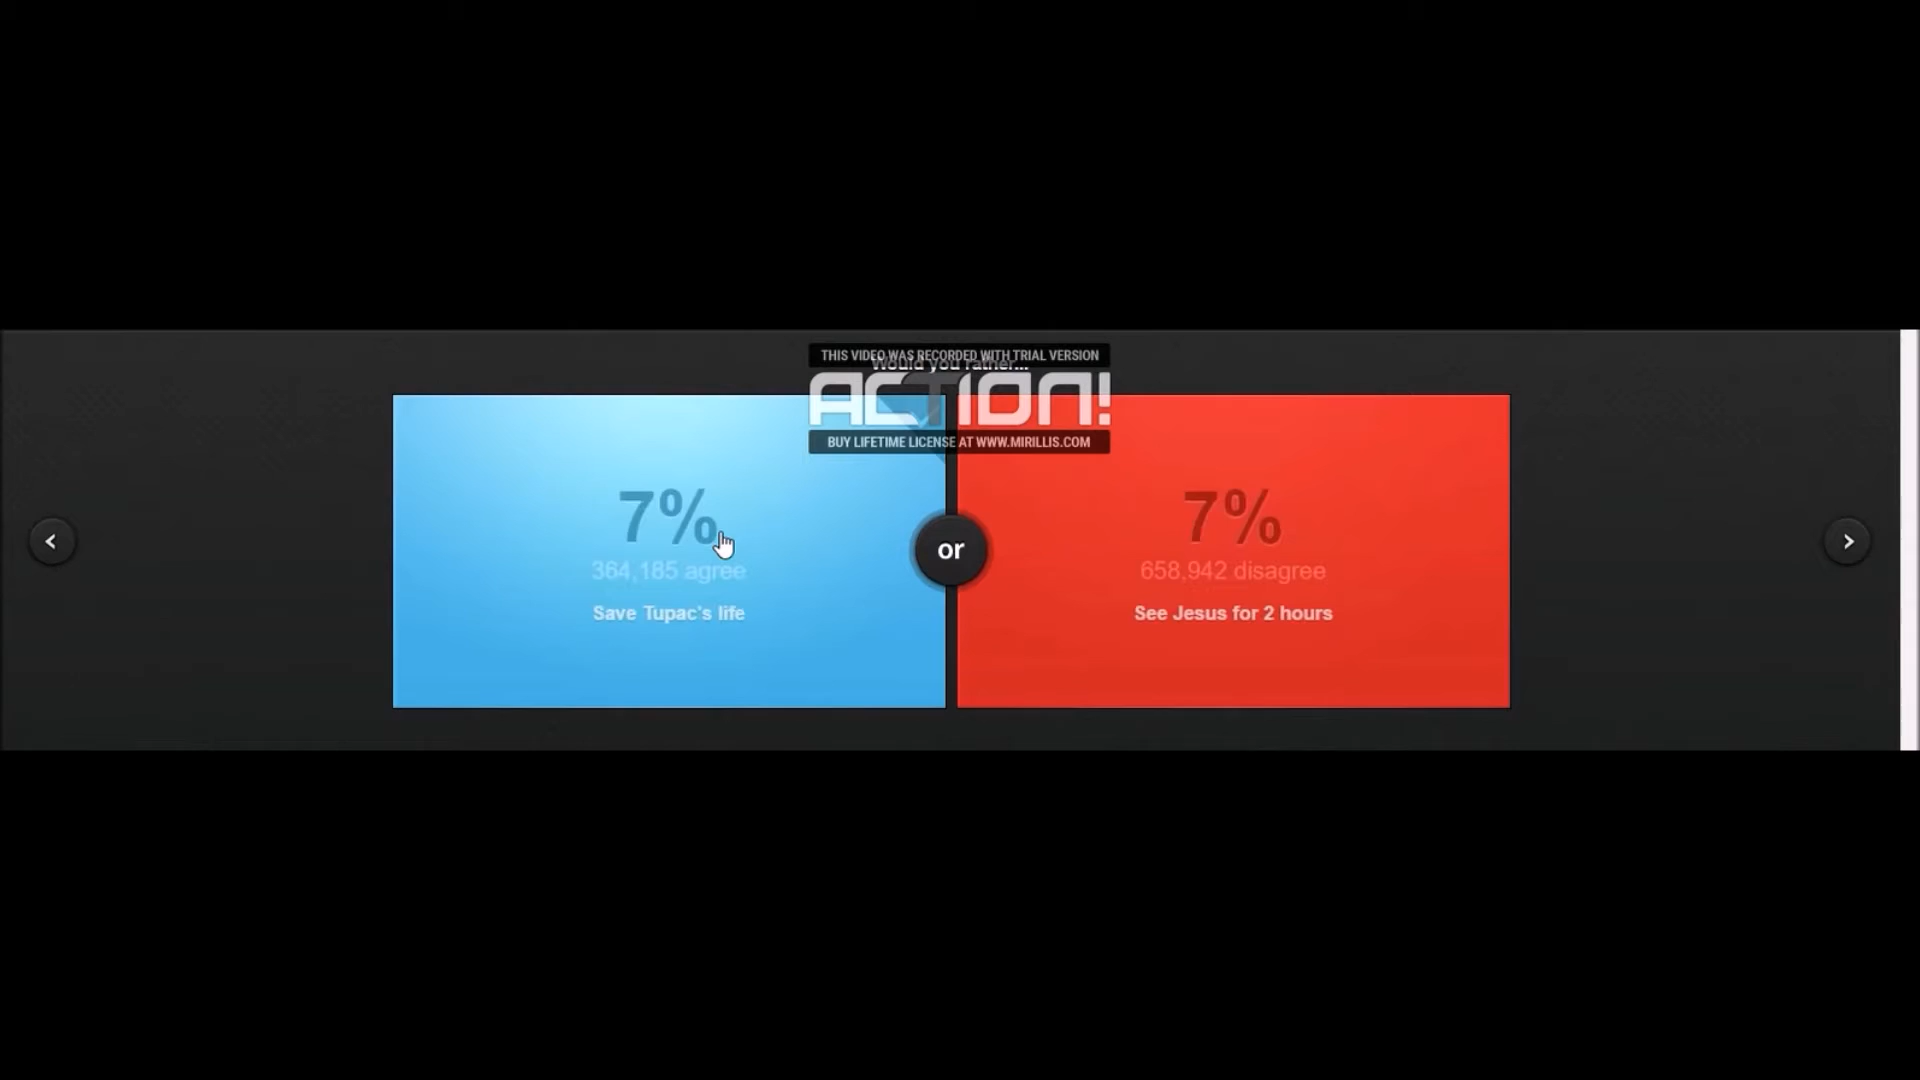 THIS VIDEO WAS RECORDED WITH TRIAL VERSION
Would you rather...
ACTION!
BUY LIFETIME LICENSE AT WWW.MIRILLIS.COM
7%
364,185 agree
Save Tupac's life
or
7%
658,942 disagree
See Jesus for 2 hours